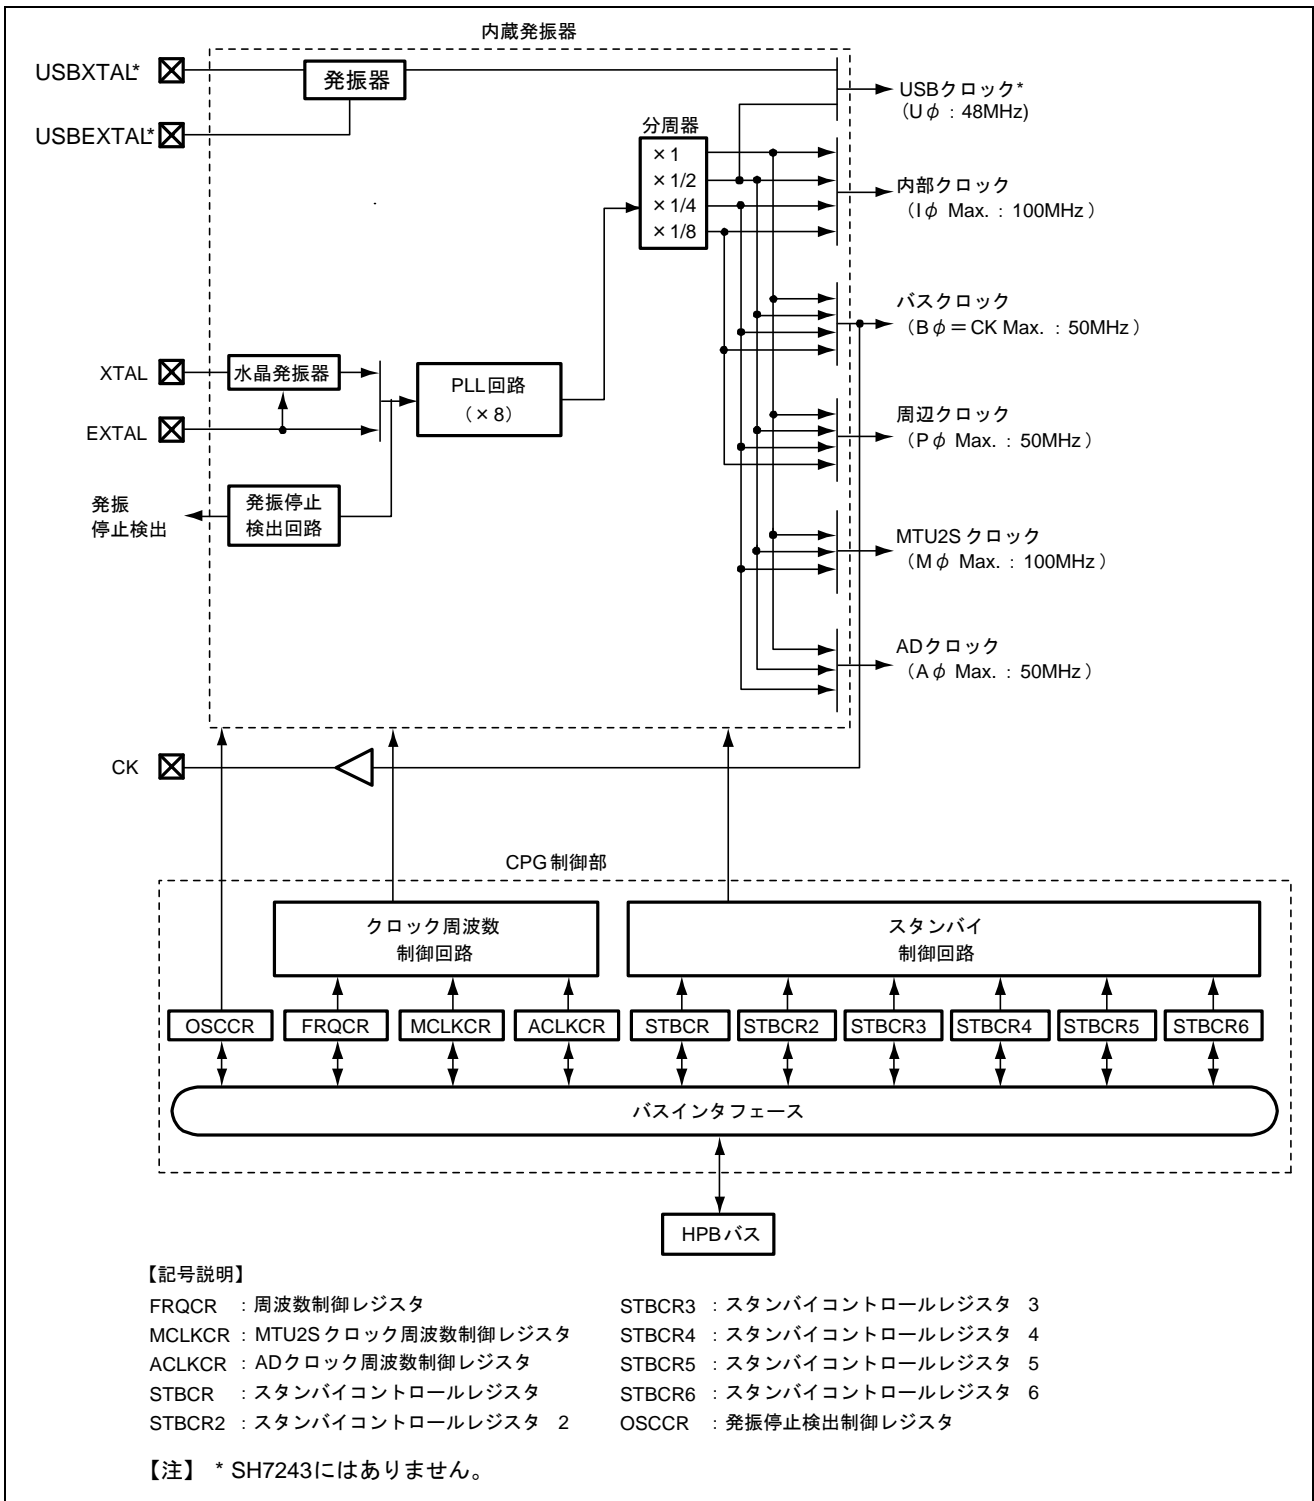 内蔵発振器
USBXTAL*
発振器
USBクロック*
(Uφ : 48MHz)
USBEXTAL*
分周器
×1
×1/2
×1/4
×1/8
内部クロック
(Iφ Max. : 100MHz)
バスクロック
(Bφ=CK Max. : 50MHz)
XTAL
水晶発振器
PLL回路
(×8)
EXTAL
周辺クロック
(Pφ Max. : 50MHz)
発振
停止検出
発振停止
検出回路
MTU2Sクロック
(Mφ Max. : 100MHz)
ADクロック
(Aφ Max. : 50MHz)
CK
CPG制御部
クロック周波数
制御回路
スタンバイ
制御回路
OSCCR
FRQCR
MCLKCR
ACLKCR
STBCR
STBCR2
STBCR3
STBCR4
STBCR5
STBCR6
バスインタフェース
HPBバス
【記号説明】
FRQCR : 周波数制御レジスタ
MCLKCR : MTU2Sクロック周波数制御レジスタ
ACLKCR : ADクロック周波数制御レジスタ
STBCR : スタンバイコントロールレジスタ
STBCR2 : スタンバイコントロールレジスタ 2
STBCR3 : スタンバイコントロールレジスタ 3
STBCR4 : スタンバイコントロールレジスタ 4
STBCR5 : スタンバイコントロールレジスタ 5
STBCR6 : スタンバイコントロールレジスタ 6
OSCCR : 発振停止検出制御レジスタ
【注】 * SH7243にはありません。